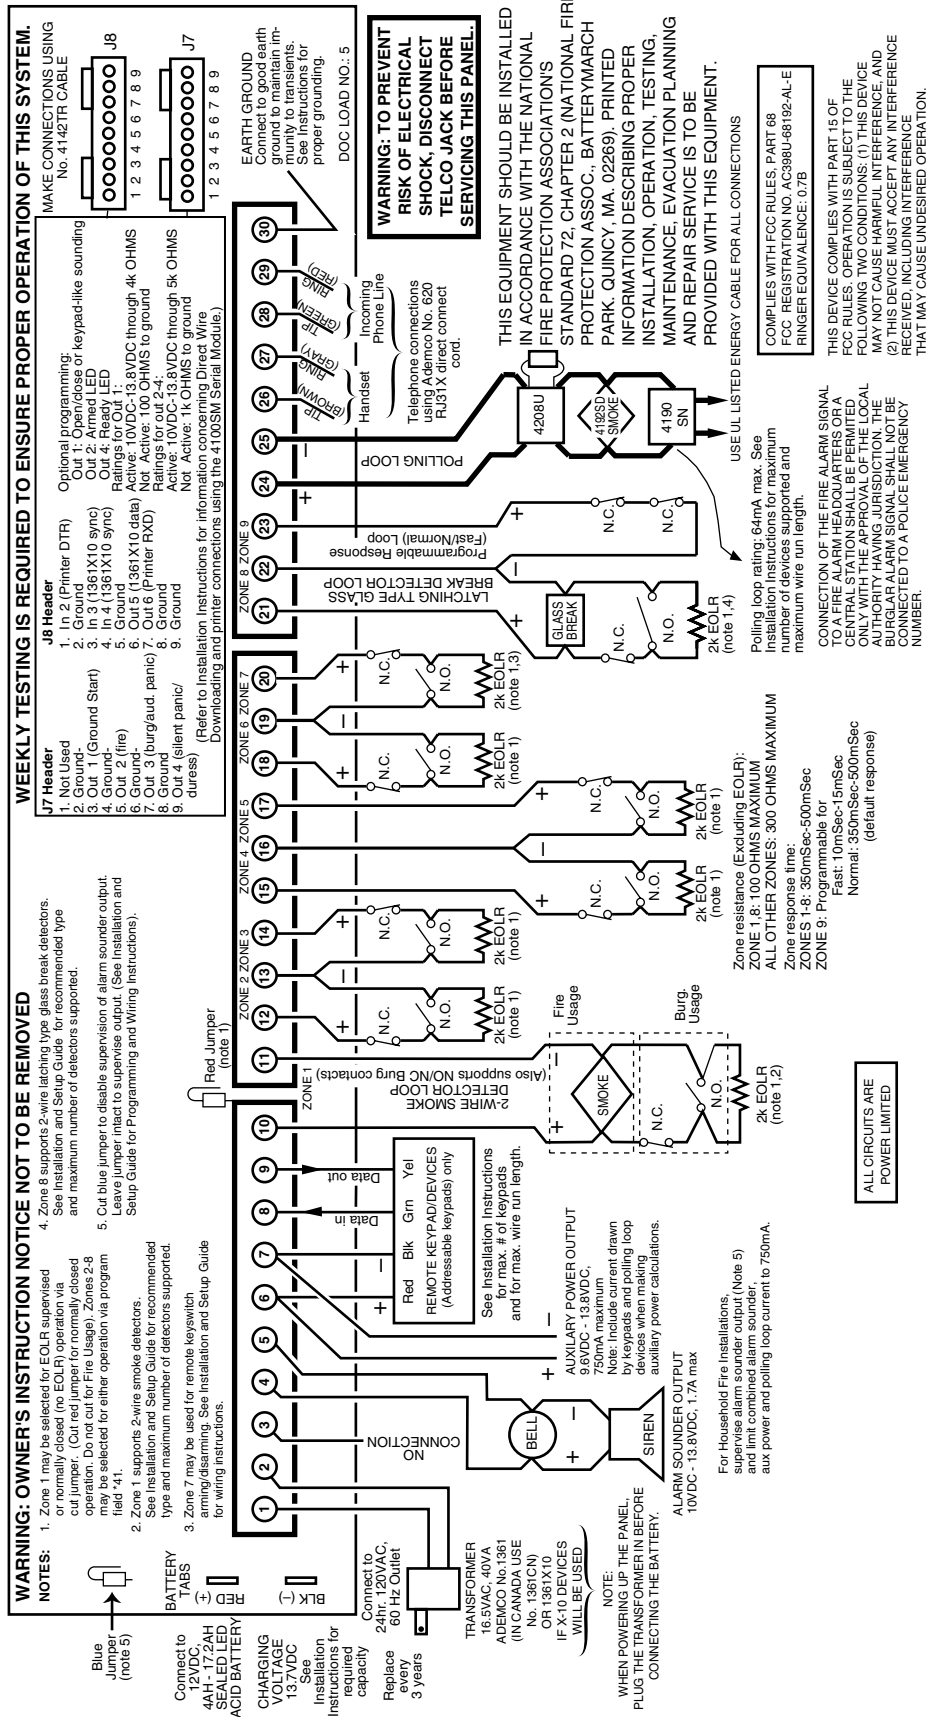 WARNING: OWNER'S INSTRUCTION NOTICE NOT TO BE REMOVED
WEEKLY TESTING IS REQUIRED TO ENSURE PROPER OPERATION OF THIS SYSTEM.
NOTES:
1. Zone 1 may be selected for EOLR supervised
or normally closed (no EOLR) operation via
cut jumper. (Cut red jumper for normally closed
operation. Do not cut for Fire Usage). Zones 2-8
may be selected for either operation via program
field *41.
2. Zone 1 supports 2-wire smoke detectors.
See Installation and Setup Guide for recommended
type and maximum number of detectors supported.
3. Zone 7 may be used for remote keyswitch
arming/disarming. See Installation and Setup Guide
for wiring instructions.
4. Zone 8 supports 2-wire latching type glass break detectors.
See Installation and Setup Guide for recommended type
and maximum number of detectors supported.
5. Cut blue jumper to disable supervision of alarm sounder output.
Leave jumper intact to supervise output. (See Installation and
Setup Guide for Programming and Wiring Instructions).
J7 Header
1. Not Used
2. Ground-
3. Out 1 (Ground Start)
4. Ground-
5. Out 2 (fire)
6. Ground-
7. Out 3 (burg/aud. panic)
8. Ground
9. Out 4 (silent panic/
duress)
J8 Header
1. In 2 (Printer DTR)
2. Ground
3. In 3 (1361X10 sync)
4. In 4 (1361X10 sync)
5. Ground
6. Out 5 (1361X10 data)
7. Out 6 (Printer RXD)
9. Ground
Optional programming:
Out 1: Open/close or keypad-like sounding
Out 2: Armed LED
Out 4: Ready LED
Ratings for Out 1:
Active: 10VDC-13.8VDC through 4k OHMS
Not Active: 100 OHMS to ground
Ratings for out 2-4:
Active: 10VDC-13.8VDC through 5k OHMS
Not Active: 1k OHMS to ground
(Refer to Installation Instructions for information concerning Direct Wire
Downloading and printer connections using the 4100SM Serial Module.)
MAKE CONNECTIONS USING
No. 4142TR CABLE
J8
1 2 3 4 5 6 7 8 9
J7
1 2 3 4 5 6 7 8 9
Blue
Jumper
(note 5)
BATTERY
TABS
RED (+)
BLK (–)
Connect to
12VDC,
4AH - 17.2AH
SEALED LED
ACID BATTERY
CHARGING
VOLTAGE
13.7VDC
See
Installation
Instructions for
required
capacity
Red Jumper
(note 1)
EARTH GROUND
Connect to good earth
ground to maintain im-
munity to transients.
See Instructions for
proper grounding.
DOC LOAD NO.: 5
1 2 3 4 5 6 7 8 9 10
ZONE 1
11 12 13 14 15 16 17 18 19 20
ZONE 2 ZONE 3
ZONE 4 ZONE 5
ZONE 6 ZONE 7
21 22 23 24 25 26 27 28 29 30
ZONE 8 ZONE 9
Connect to
24hr. 120VAC,
60 Hz Outlet
Replace
every
3 years
TRANSFORMER
16.5VAC, 40VA
ADEMCO No.1361
(IN CANADA USE
No. 1361CN)
OR 1361X10
IF X-10 DEVICES
WILL BE USED
NOTE:
WHEN POWERING UP THE PANEL,
PLUG THE TRANSFORMER IN BEFORE
CONNECTING THE BATTERY.
NO
CONNECTION
BELL
+ –
SIREN
ALARM SOUNDER OUTPUT
10VDC - 13.8VDC, 1.7A max
For Household Fire Installations,
supervise alarm sounder output (Note 5)
and limit combined alarm sounder,
aux power and polling loop current to 750mA.
+ –
AUXILIARY POWER OUTPUT
9.6VDC - 13.8VDC,
750mA maximum
Note: Include current drawn
by keypads and polling loop
devices when making
auxiliary power calculations.
+ –
Data in
Data out
Red Blk Grn Yel
REMOTE KEYPAD/DEVICES
(Addressable keypads) only
See Installation Instructions
for max. # of keypads
and for max. wire run length.
2-WIRE SMOKE
DETECTOR LOOP
(Also supports NO/NC Burg contacts)
+ –
SMOKE
Fire
Usage
Burg.
Usage
N.C.
N.O.
2k EOLR
(note 1,2)
+ –
N.C.
N.O.
2k EOLR
(note 1)
+
N.C.
N.O.
2k EOLR
(note 1)
+ –
N.C.
N.O.
2k EOLR
(note 1)
+
N.C.
N.O.
2k EOLR
(note 1)
+ –
N.C.
N.O.
2k EOLR
(note 1)
+
N.C.
N.O.
2k EOLR
(note 1,3)
Zone resistance (Excluding EOLR):
ZONE 1,8: 100 OHMS MAXIMUM
ALL OTHER ZONES: 300 OHMS MAXIMUM
Zone response time:
ZONES 1-8: 350mSec-500mSec
ZONE 9: Programmable for
Fast: 10mSec-15mSec
Normal: 350mSec-500mSec
(default response)
ALL CIRCUITS ARE
POWER LIMITED
LATCHING TYPE GLASS
BREAK DETECTOR LOOP
+ –
GLASS
BREAK
N.C.
N.O.
2k EOLR
(note 1,4)
Programmable Response
(Fast/Normal) Loop
+
N.C.
N.C.
+ –
POLLING LOOP
4208U
4192SD
SMOKE
4190
SN
Polling loop rating: 64mA max. See
Installation Instructions for maximum
number of devices supported and
maximum wire run length.
USE UL LISTED ENERGY CABLE FOR ALL CONNECTIONS
TIP
(BROWN)
RING
(GRAY)
TIP
(GREEN)
RING
(RED)
Handset
Incoming
Phone Line
Telephone connections
using Ademco No. 620
RJ31X direct connect
cord.
WARNING: TO PREVENT
RISK OF ELECTRICAL
SHOCK, DISCONNECT
TELCO JACK BEFORE
SERVICING THIS PANEL.
THIS EQUIPMENT SHOULD BE INSTALLED
IN ACCORDANCE WITH THE NATIONAL
FIRE PROTECTION ASSOCIATION'S
STANDARD 72, CHAPTER 2 (NATIONAL FIRE
PROTECTION ASSOC., BATTERYMARCH
PARK. QUINCY, MA. 02269). PRINTED
INFORMATION DESCRIBING PROPER
INSTALLATION, OPERATION, TESTING,
MAINTENANCE, EVACUATION PLANNING
AND REPAIR SERVICE IS TO BE
PROVIDED WITH THIS EQUIPMENT.
CONNECTION OF THE FIRE ALARM SIGNAL
TO A FIRE ALARM HEADQUARTERS OR A
CENTRAL STATION SHALL BE PERMITTED
ONLY WITH THE APPROVAL OF THE LOCAL
AUTHORITY HAVING JURISDICTION. THE
BURGLAR ALARM SIGNAL SHALL NOT BE
CONNECTED TO A POLICE EMERGENCY
NUMBER.
COMPLIES WITH FCC RULES, PART 68
FCC REGISTRATION NO. AC398U-68192-AL-E
RINGER EQUIVALENCE: 0.7B
THIS DEVICE COMPLIES WITH PART 15 OF
FCC RULES. OPERATION IS SUBJECT TO THE
FOLLOWING TWO CONDITIONS: (1) THIS DEVICE
MAY NOT CAUSE HARMFUL INTERFERENCE, AND
(2) THIS DEVICE MUST ACCEPT ANY INTERFERENCE
RECEIVED, INCLUDING INTERFERENCE
THAT MAY CAUSE UNDESIRED OPERATION